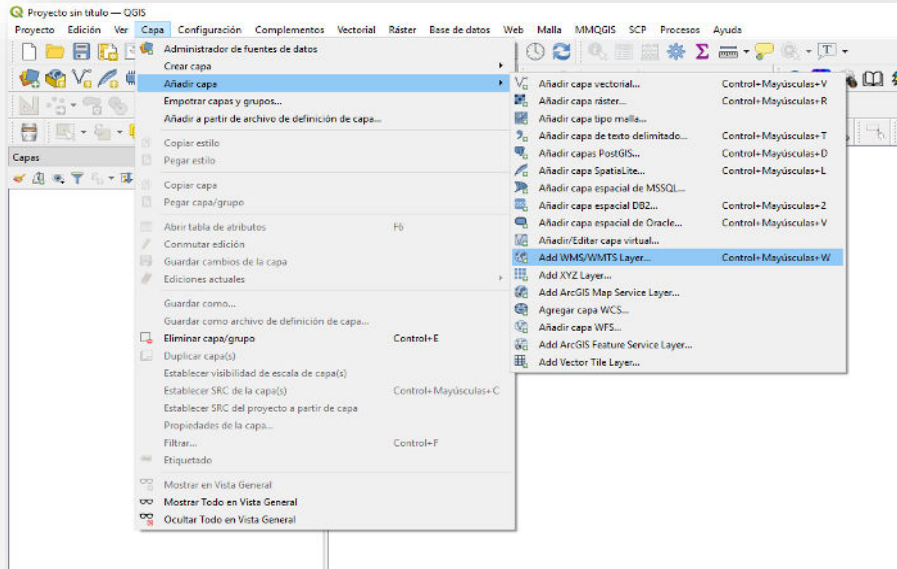 Proyecto sin título — QGIS
Proyecto Edición Ver Capa Configuración Complementos Vectorial Ráster Base de datos Web Malla MMQGIS SCP Procesos Ayuda
Administrador de fuentes de datos
Crear capa
Añadir capa
Empotrar capas y grupos...
Añadir a partir de archivo de definición de capa...
Copiar estilo
Pegar estilo
Copiar capa
Pegar capa/grupo
Abrir tabla de atributos F6
Conmutar edición
Guardar cambios de la capa
Ediciones actuales
Guardar como...
Guardar como archivo de definición de capa...
Eliminar capa/grupo Control+E
Duplicar capa(s)
Establecer visibilidad de escala de capa(s)
Establecer SRC de la capa(s) Control+Mayúsculas+C
Establecer SRC del proyecto a partir de capa
Propiedades de la capa...
Filtrar... Control+F
Etiquetado
Mostrar en Vista General
Mostrar Todo en Vista General
Ocultar Todo en Vista General
Capas
Añadir capa vectorial... Control+Mayúsculas+V
Añadir capa ráster... Control+Mayúsculas+R
Añadir capa tipo malla...
Añadir capa de texto delimitado... Control+Mayúsculas+T
Añadir capas PostGIS... Control+Mayúsculas+D
Añadir capa SpatiaLite... Control+Mayúsculas+L
Añadir capa espacial de MSSQL...
Añadir capa espacial DB2... Control+Mayúsculas+2
Añadir capa espacial de Oracle... Control+Mayúsculas+V
Añadir/Editar capa virtual...
Add WMS/WMTS Layer... Control+Mayúsculas+W
Add XYZ Layer...
Add ArcGIS Map Service Layer...
Agregar capa WCS...
Añadir capa WFS...
Add ArcGIS Feature Service Layer...
Add Vector Tile Layer...